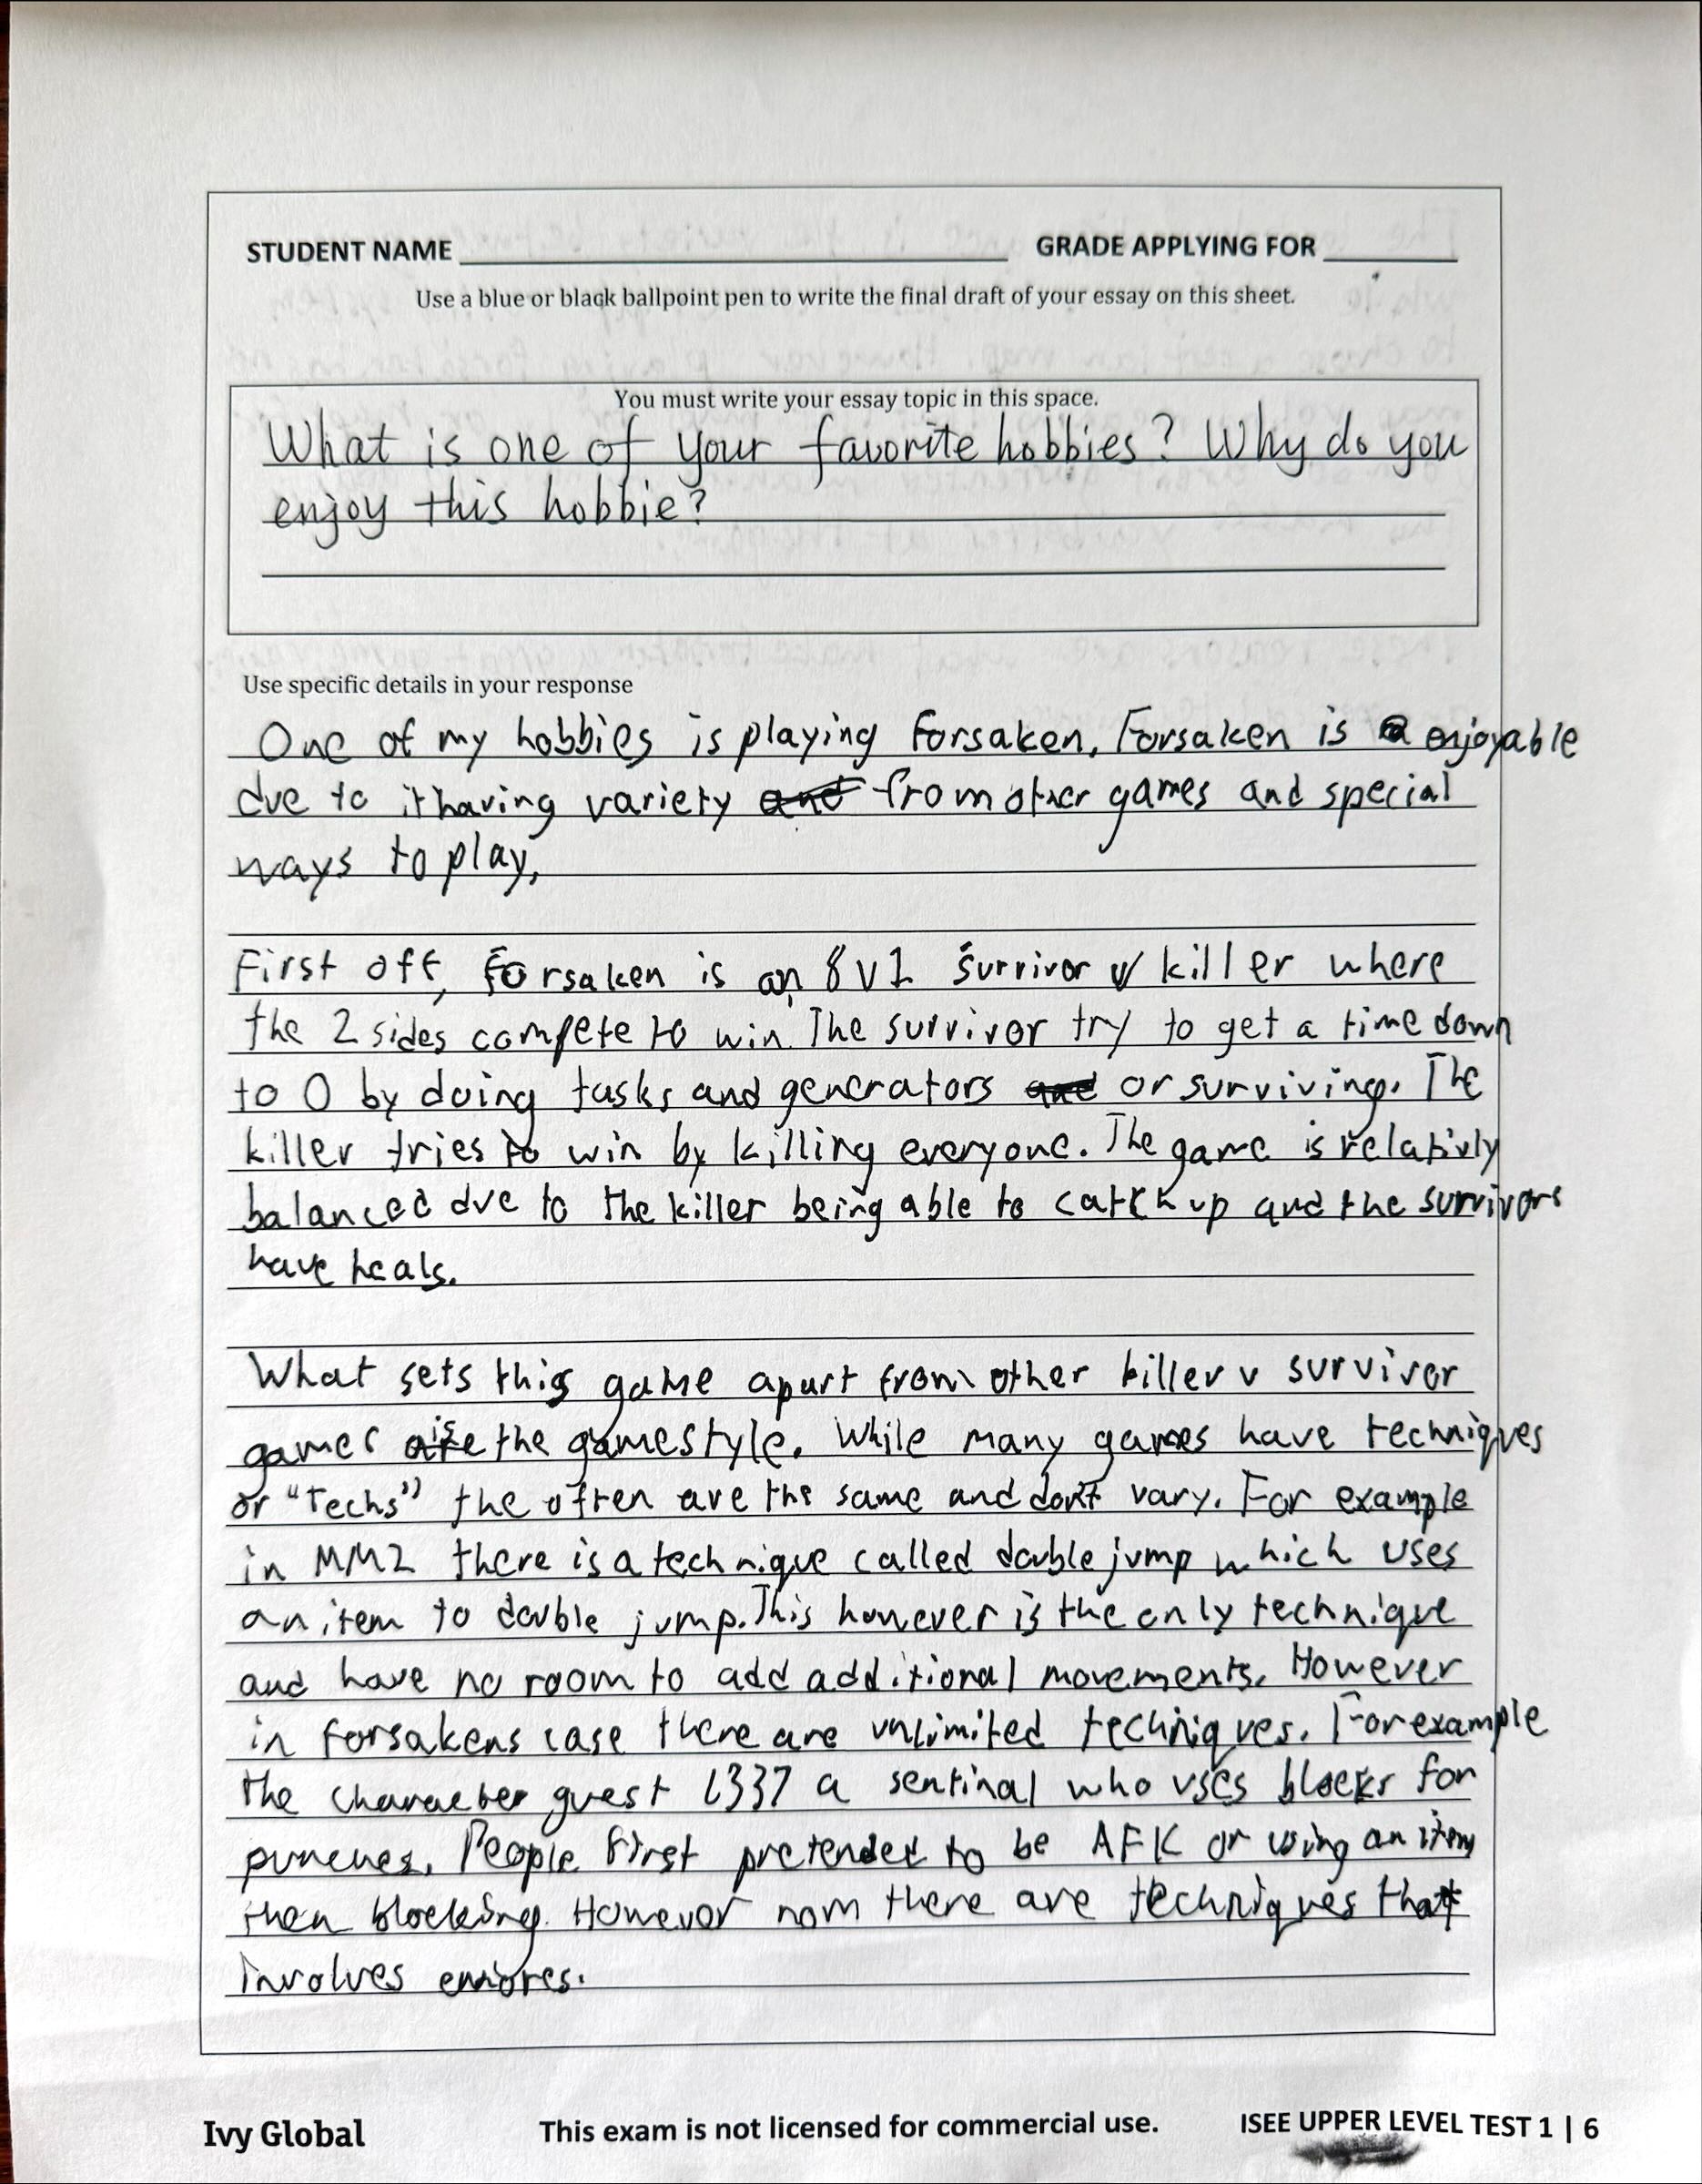 STUDENT NAME GRADE APPLYING FOR
Use a blue or black ballpoint pen to write the final draft of your essay on this sheet.
You must write your essay topic in this space.
What is one of your favorite hobbies? Why do you
enjoy this hobbie?
Use specific details in your response
One of my hobbies is playing Forsaken. Forsaken is enjoyable
due to it having variety from other games and special
ways to play.
First off, Forsaken is an 8v1 survivor v killer where
the 2 sides compete to win. The survivor try to get a time down
to 0 by doing tasks and generators or surviving. The
killer tries to win by killing everyone. The game is relativly
balanced due to the killer being able to catch up and the survivors
have heals.
What sets this game apart from other killer v survivor
games is the gamestyle. While many games have techniques
or "Techs" the often are the same and don't vary. For example
in MM2 there is a technique called double jump which uses
an item to double jump. This however is the only technique
and have no room to add additional movements. However
in forsakens case there are unlimited techniques. For example
the character guest 1337 a sentinal who uses blocks for
punches. People first pretended to be AFK or using an item
then blocking. However now there are techniques that
involves
Ivy Global This exam is not licensed for commercial use. ISEE UPPER LEVEL TEST 1 | 6